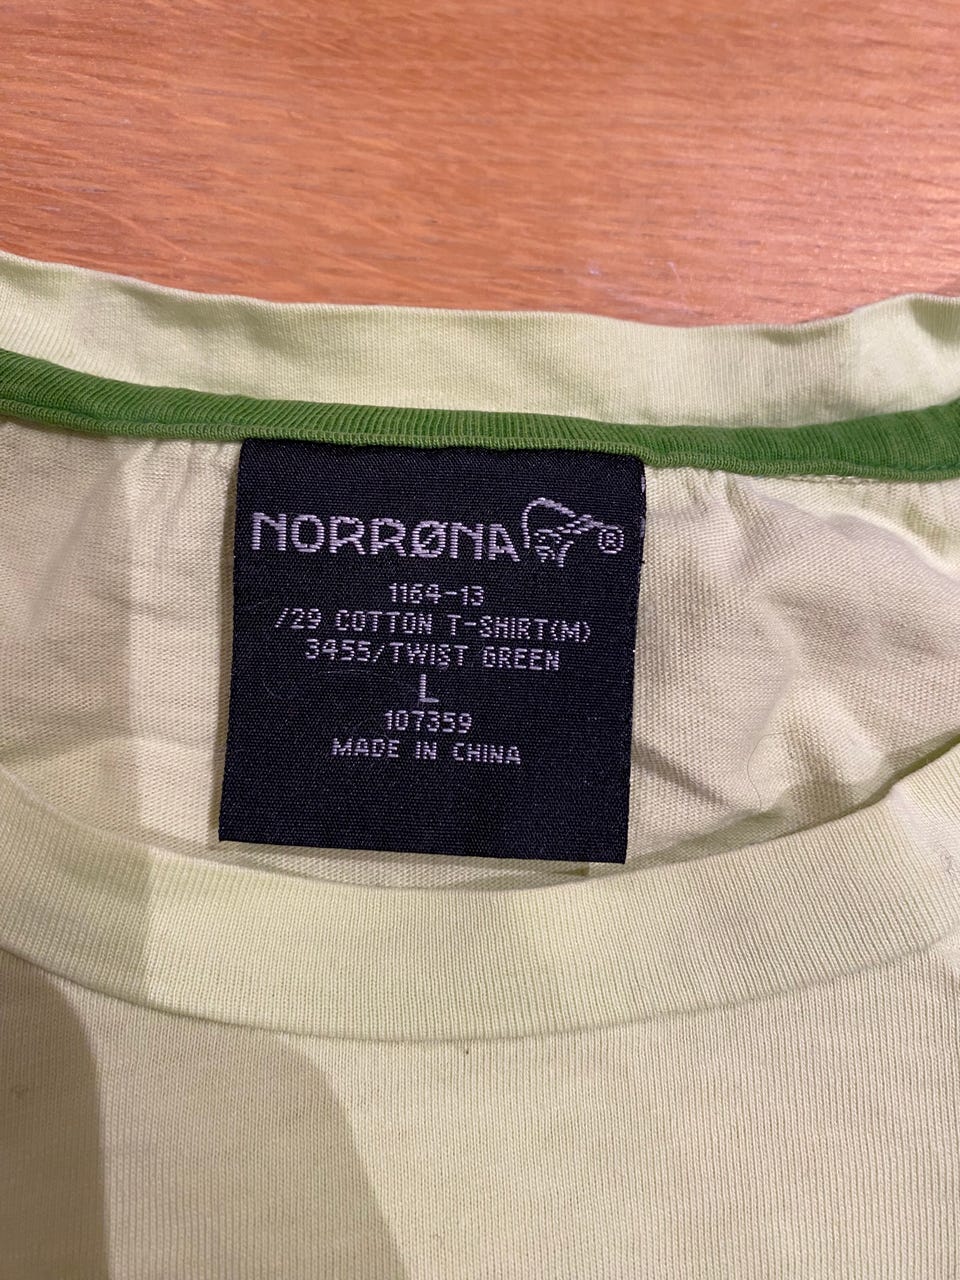 NORRØNA®
1164-13
/29 COTTON T-SHIRT(M)
3455/TWIST GREEN
L
107359
MADE IN CHINA